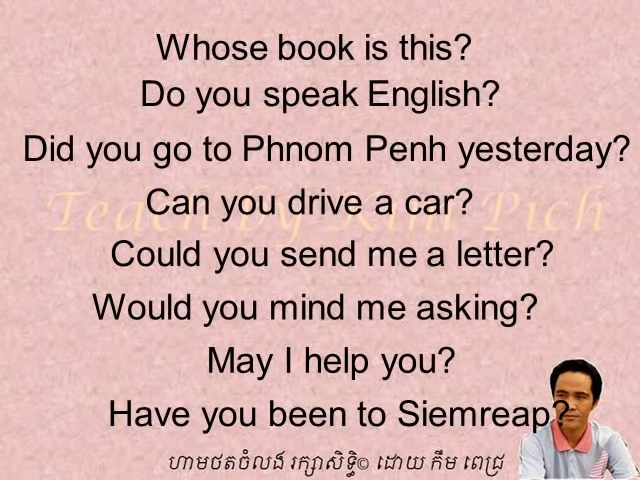 Whose book is this?
Do you speak English?
Did you go to Phnom Penh yesterday?
Can you drive a car?
Teach by Kim Pich
Could you send me a letter?
Would you mind me asking?
May I help you?
Have you been to Siemreap?
ហាមថតចំលង រក្សាសិទ្ធិ© ដោយ កឹម ពេជ្រ